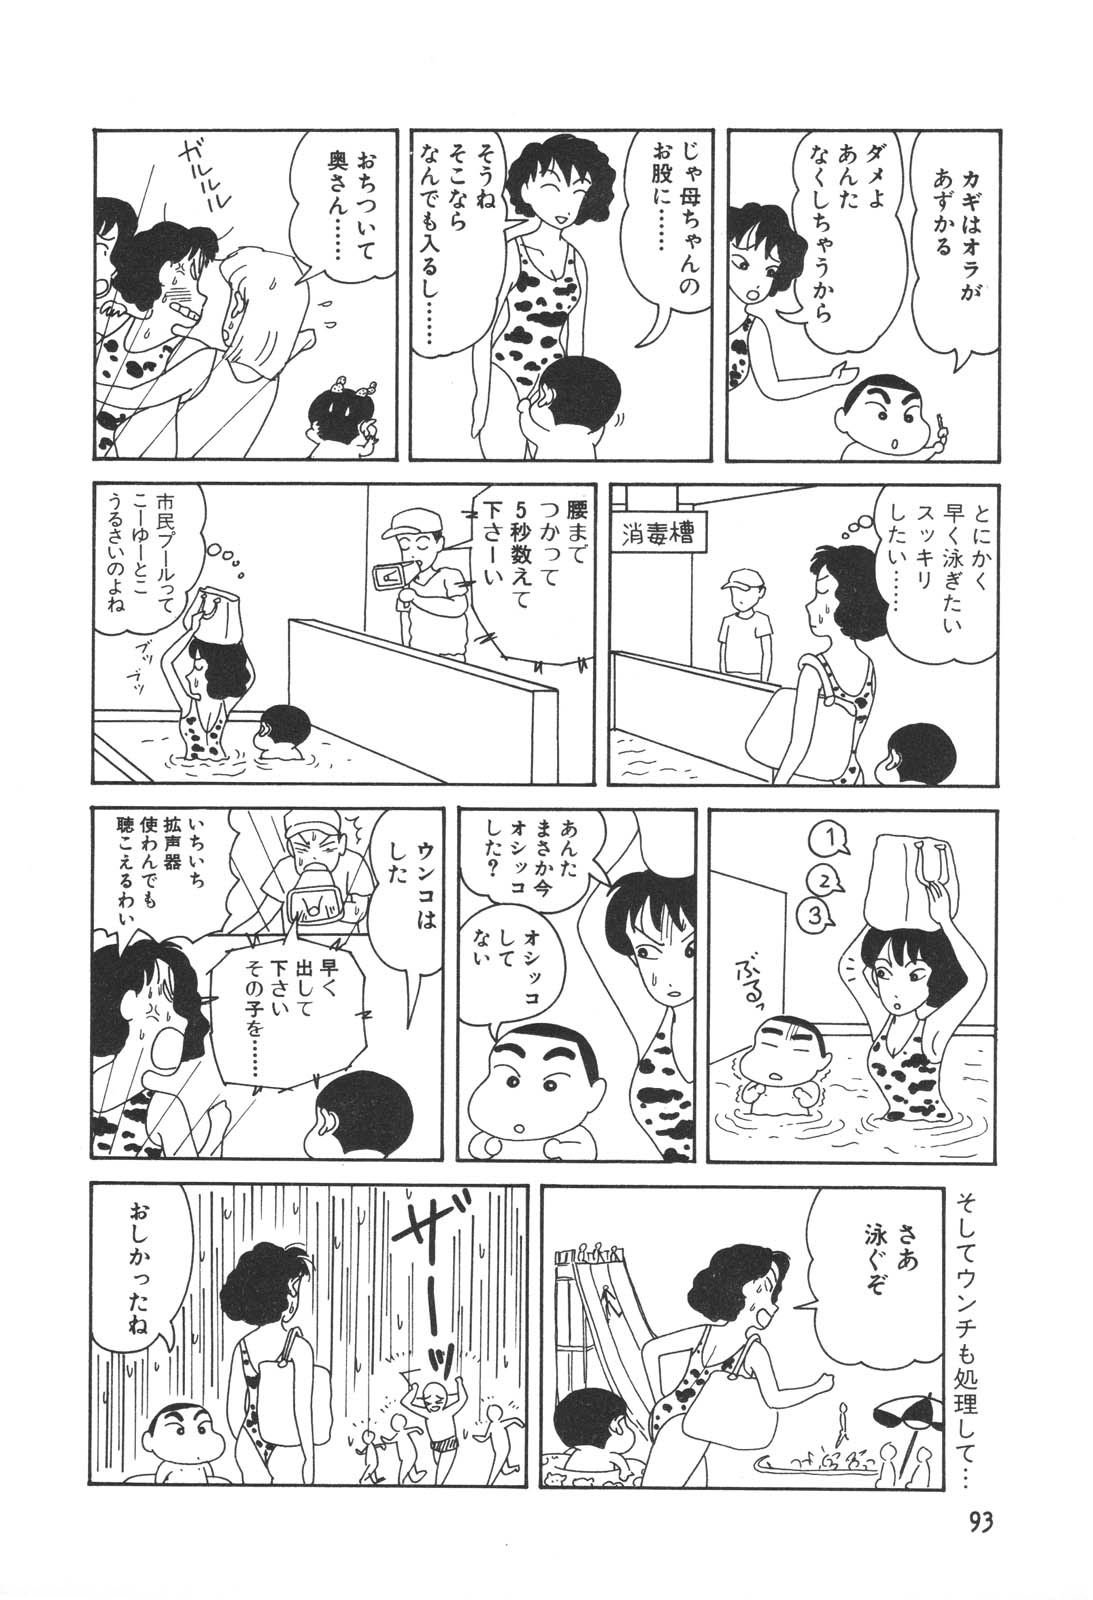 カギはオラが
あずかる
ダメよ
あんた
なくしちゃうから
じゃ母ちゃんの
お股に……
そうね
そこなら
なんでも入るし……
おちついて
奥さん……
ガルルルル
とにかく
早く泳ぎたい
スッキリ
したい……
消毒槽
腰まで
つかって
5秒数えて
下さーい
市民プールって
こーゆーとこ
うるさいのよね
ブツブツ
1
2
3
ぶるっ
あんた
まさか今
オシッコ
した?
オシッコ
して
ない
ウンコは
した
早く
出して
下さい
その子を……
いちいち
拡声器
使わんでも
聴こえるわい
そしてウンチも処理して…
さあ
泳ぐぞ
ザーーッ
おしかったね
93